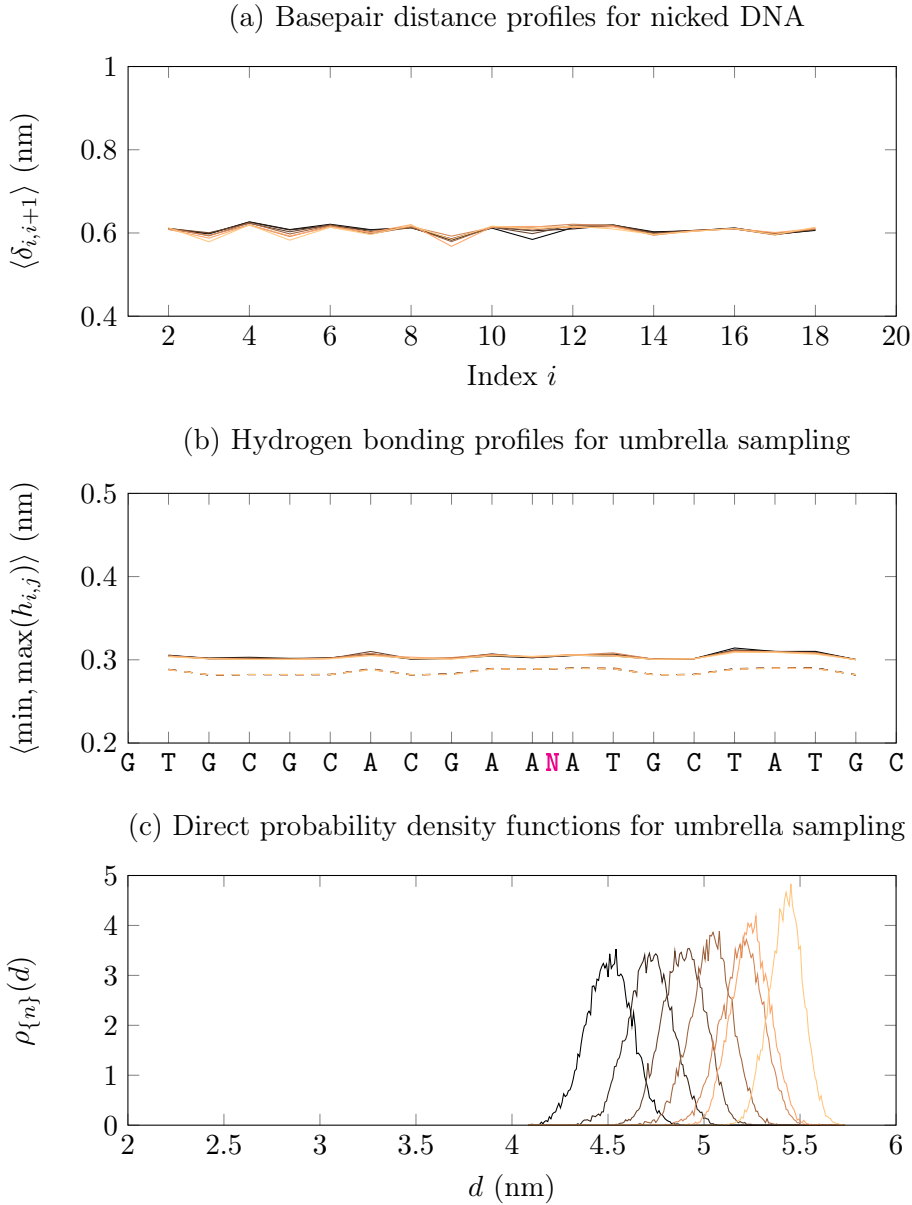 (a) Basepair distance profiles for nicked DNA
1
0.8
0.6
0.4
⟨δ_{i,i+1}⟩ (nm)
2 4 6 8 10 12 14 16 18 20
Index i
(b) Hydrogen bonding profiles for umbrella sampling
0.5
0.4
0.3
0.2
⟨min, max(h_{i,j})⟩ (nm)
G T G C G C A C G A A N A T G C T A T G C
(c) Direct probability density functions for umbrella sampling
5
4
3
2
1
0
ρ_{{n}}(d)
2 2.5 3 3.5 4 4.5 5 5.5 6
d (nm)